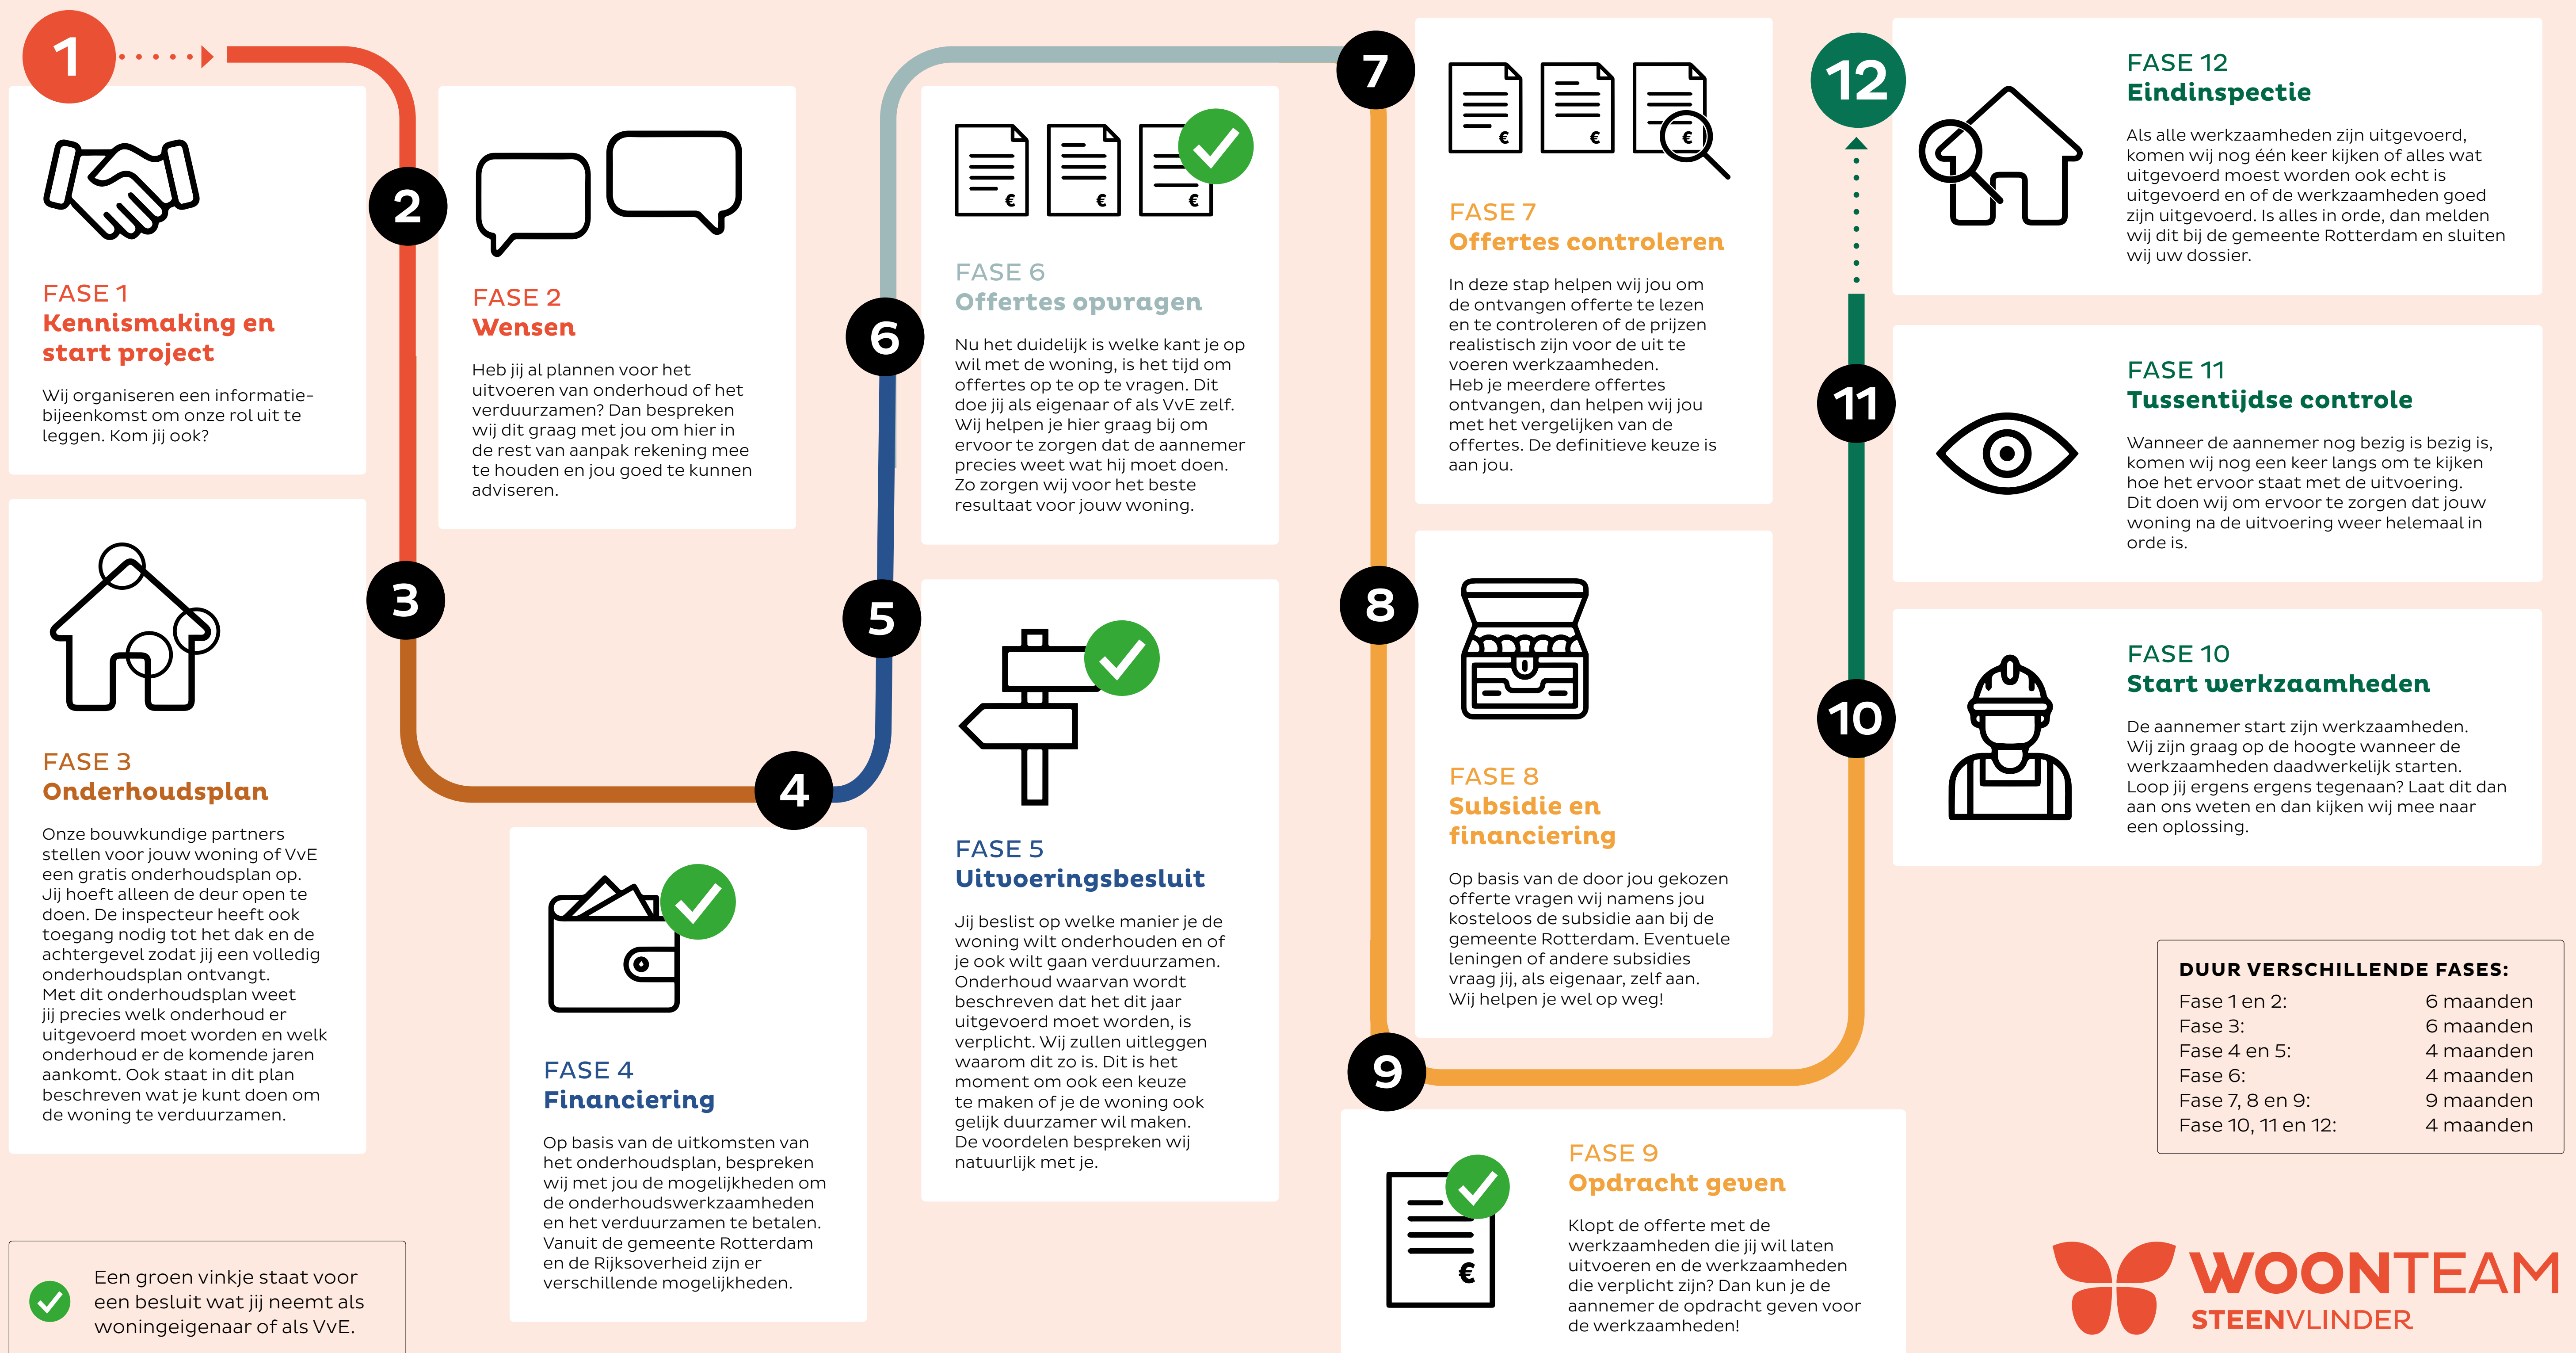 1
FASE 1
Kennismaking en
start project
Wij organiseren een informatie-
bijeenkomst om onze rol uit te
leggen. Kom jij ook?
2
FASE 2
Wensen
Heb jij al plannen voor het
uitvoeren van onderhoud of het
verduurzamen? Dan bespreken
wij dit graag met jou om hier in
de rest van aanpak rekening mee
te houden en jou goed te kunnen
adviseren.
3
FASE 3
Onderhoudsplan
Onze bouwkundige partners
stellen voor jouw woning of VvE
een gratis onderhoudsplan op.
Jij hoeft alleen de deur open te
doen. De inspecteur heeft ook
toegang nodig tot het dak en de
achtergevel zodat jij een volledig
onderhoudsplan ontvangt.
Met dit onderhoudsplan weet
jij precies welk onderhoud er
uitgevoerd moet worden en welk
onderhoud er de komende jaren
aankomt. Ook staat in dit plan
beschreven wat je kunt doen om
de woning te verduurzamen.
4
FASE 4
Financiering
Op basis van de uitkomsten van
het onderhoudsplan, bespreken
wij met jou de mogelijkheden om
de onderhoudswerkzaamheden
en het verduurzamen te betalen.
Vanuit de gemeente Rotterdam
en de Rijksoverheid zijn er
verschillende mogelijkheden.
5
FASE 5
Uitvoeringsbesluit
Jij beslist op welke manier je de
woning wilt onderhouden en of
je ook wilt gaan verduurzamen.
Onderhoud waarvan wordt
beschreven dat het dit jaar
uitgevoerd moet worden, is
verplicht. Wij zullen uitleggen
waarom dit zo is. Dit is het
moment om ook een keuze
te maken of je de woning ook
gelijk duurzamer wil maken.
De voordelen bespreken wij
natuurlijk met je.
6
€ € €
FASE 6
Offertes opvragen
Nu het duidelijk is welke kant je op
wil met de woning, is het tijd om
offertes op te op te vragen. Dit
doe jij als eigenaar of als VvE zelf.
Wij helpen je hier graag bij om
ervoor te zorgen dat de aannemer
precies weet wat hij moet doen.
Zo zorgen wij voor het beste
resultaat voor jouw woning.
7
€ € €
FASE 7
Offertes controleren
In deze stap helpen wij jou om
de ontvangen offerte te lezen
en te controleren of de prijzen
realistisch zijn voor de uit te
voeren werkzaamheden.
Heb je meerdere offertes
ontvangen, dan helpen wij jou
met het vergelijken van de
offertes. De definitieve keuze is
aan jou.
8
FASE 8
Subsidie en
financiering
Op basis van de door jou gekozen
offerte vragen wij namens jou
kosteloos de subsidie aan bij de
gemeente Rotterdam. Eventuele
leningen of andere subsidies
vraag jij, als eigenaar, zelf aan.
Wij helpen je wel op weg!
9
€
FASE 9
Opdracht geven
Klopt de offerte met de
werkzaamheden die jij wil laten
uitvoeren en de werkzaamheden
die verplicht zijn? Dan kun je de
aannemer de opdracht geven voor
de werkzaamheden!
10
FASE 10
Start werkzaamheden
De aannemer start zijn werkzaamheden.
Wij zijn graag op de hoogte wanneer de
werkzaamheden daadwerkelijk starten.
Loop jij ergens ergens tegenaan? Laat dit dan
aan ons weten en dan kijken wij mee naar
een oplossing.
11
FASE 11
Tussentijdse controle
Wanneer de aannemer nog bezig is bezig is,
komen wij nog een keer langs om te kijken
hoe het ervoor staat met de uitvoering.
Dit doen wij om ervoor te zorgen dat jouw
woning na de uitvoering weer helemaal in
orde is.
12
FASE 12
Eindinspectie
Als alle werkzaamheden zijn uitgevoerd,
komen wij nog één keer kijken of alles wat
uitgevoerd moest worden ook echt is
uitgevoerd en of de werkzaamheden goed
zijn uitgevoerd. Is alles in orde, dan melden
wij dit bij de gemeente Rotterdam en sluiten
wij uw dossier.
DUUR VERSCHILLENDE FASES:
Fase 1 en 2: 6 maanden
Fase 3: 6 maanden
Fase 4 en 5: 4 maanden
Fase 6: 4 maanden
Fase 7, 8 en 9: 9 maanden
Fase 10, 11 en 12: 4 maanden
Een groen vinkje staat voor
een besluit wat jij neemt als
woningeigenaar of als VvE.
WOONTEAM
STEENVLINDER